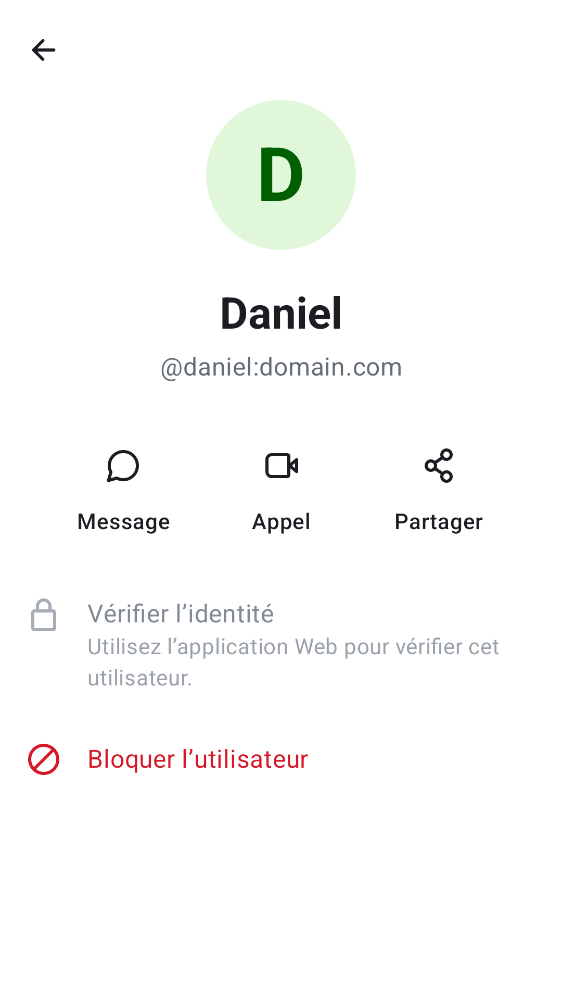 D
Daniel
@daniel:domain.com
Message Appel Partager
Vérifier l’identité
Utilisez l’application Web pour vérifier cet
utilisateur.
Bloquer l’utilisateur